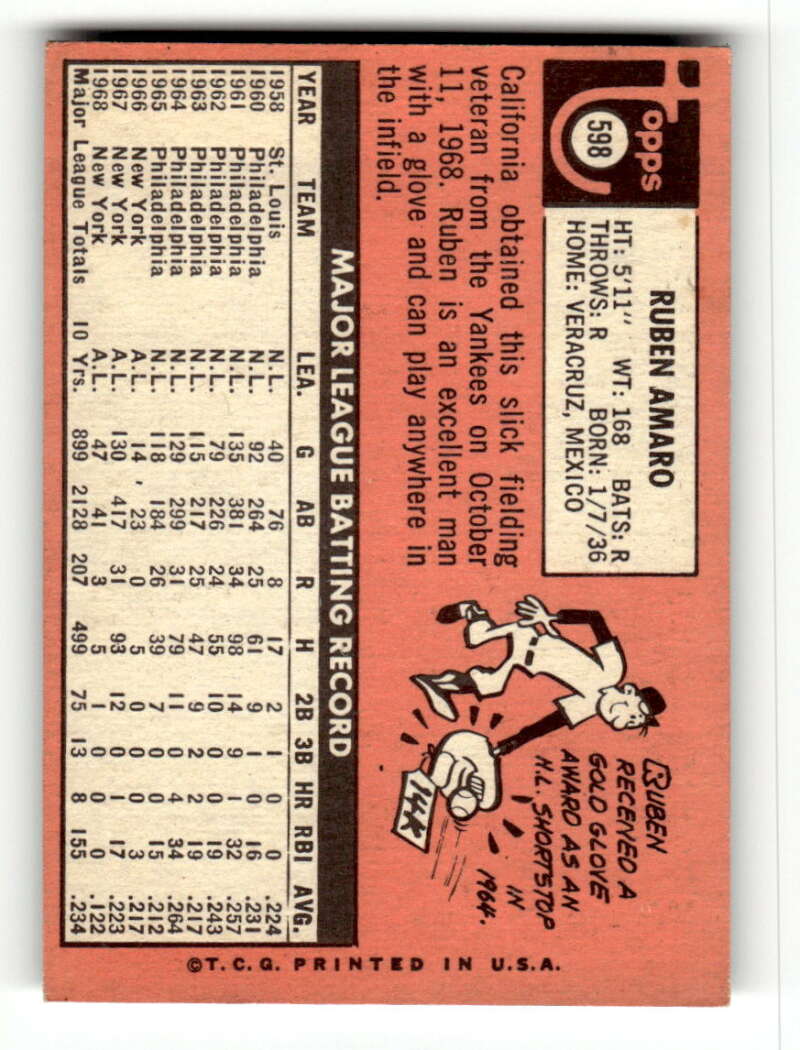 Topps
598
RUBEN AMARO
HT: 5'11" WT: 168 BATS: R
THROWS: R BORN: 1/7/36
HOME: VERACRUZ, MEXICO
California obtained this slick fielding
veteran from the Yankees on October
11, 1968. Ruben is an excellent man
with a glove and can play anywhere in
the infield.
RUBEN
RECEIVED A
GOLD GLOVE
AWARD AS AN
N.L. SHORTSTOP
IN
1964.
14K
MAJOR LEAGUE BATTING RECORD
YEAR TEAM LEA. G AB R H 2B 3B HR RBI AVG.
1958 St. Louis N.L. 40 76 8 17 2 1 0 0 .224
1960 Philadelphia N.L. 92 264 25 61 9 1 0 16 .231
1961 Philadelphia N.L. 135 381 34 98 14 9 1 32 .257
1962 Philadelphia N.L. 79 226 24 55 10 0 0 19 .243
1963 Philadelphia N.L. 115 217 25 47 9 2 2 19 .217
1964 Philadelphia N.L. 129 299 31 79 11 0 4 34 .264
1965 Philadelphia N.L. 118 184 26 39 7 0 0 15 .212
1966 New York A.L. 14 23 0 5 0 0 0 3 .217
1967 New York A.L. 130 417 31 93 12 0 1 17 .223
1968 New York A.L. 47 41 3 5 1 0 0 0 .122
Major League Totals 10 Yrs. 899 2128 207 499 75 13 8 155 .234
©T.C.G. PRINTED IN U.S.A.